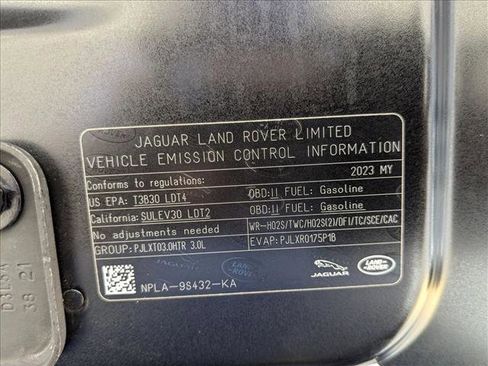 JAGUAR LAND ROVER LIMITED
VEHICLE EMISSION CONTROL INFORMATION
Conforms to regulations: 2023 MY
US EPA: T3B30 LDT4 OBD:II FUEL: Gasoline
California: SULEV30 LDT2 OBD:II FUEL: Gasoline
No adjustments needed WR-HO2S/TWC/HO2S(2)/DFI/TC/SCE/CAC
GROUP: PJLXT03.0HTR 3.0L EVAP: PJLXR0175P1B
NPLA-9S432-KA
JAGUAR
LAND-ROVER
38 21